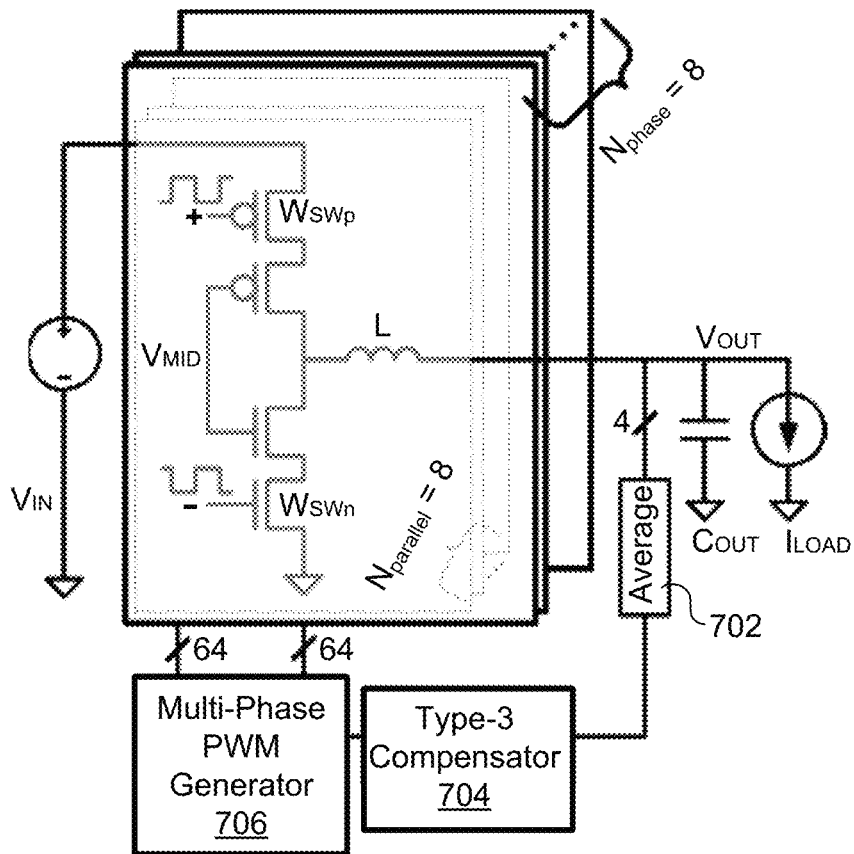 Nphase = 8
+
WSWp
L
VMID
VOUT
4
+
-
VIN
-
WSWn
Nparallel = 8
Average
COUT
ILOAD
702
64
64
Multi-Phase
PWM
Generator
706
Type-3
Compensator
704